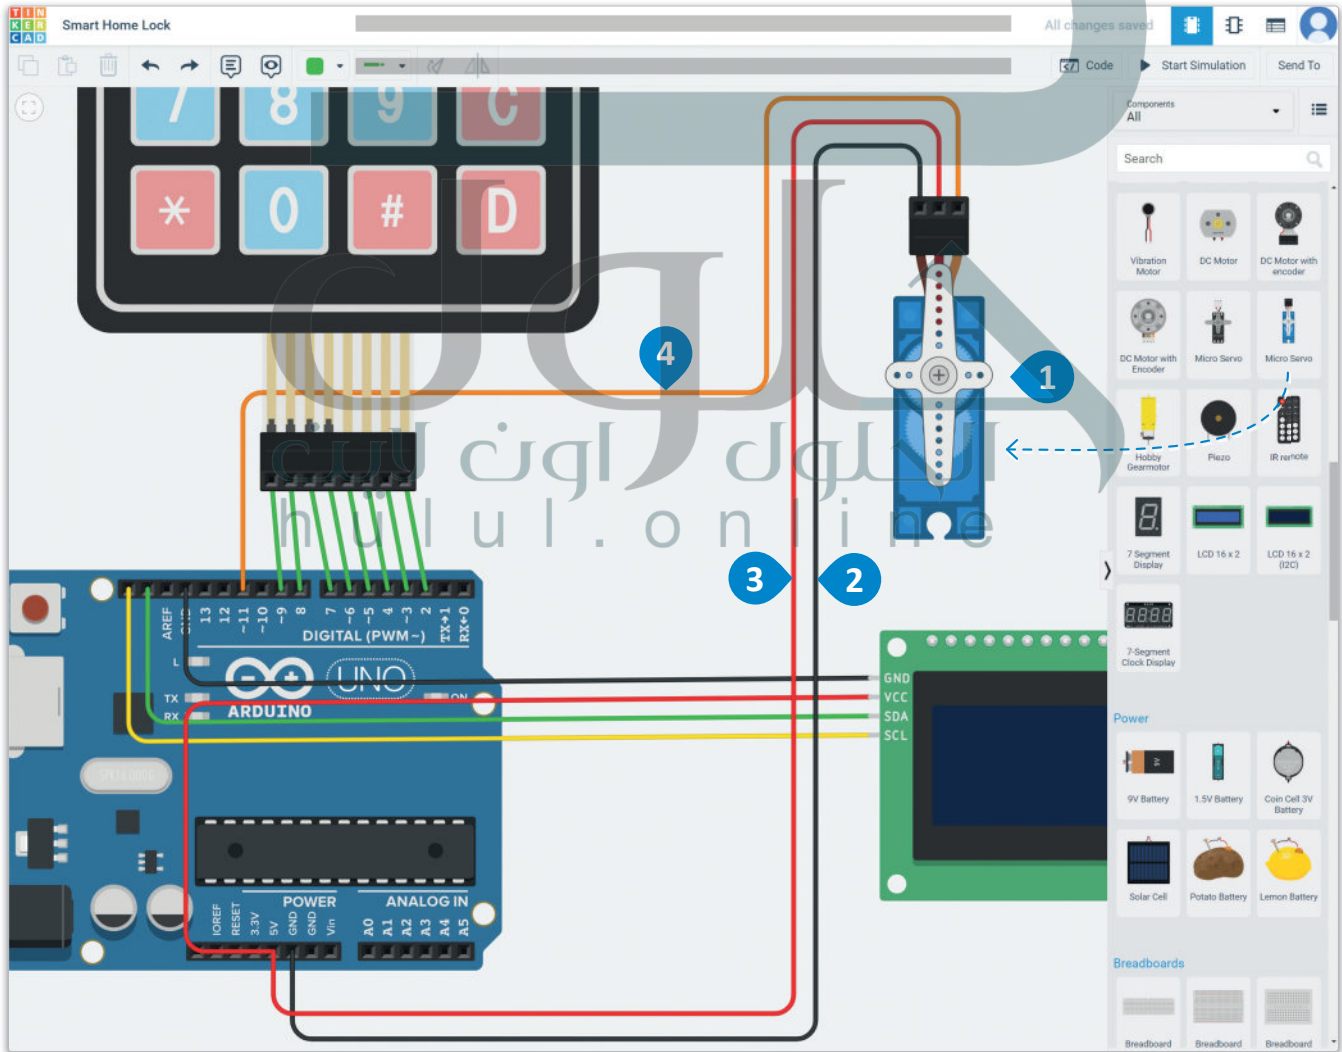 TIN
KER
CAD
Smart Home Lock
All changes saved
Code
Start Simulation
Send To
Components
All
Search
7 8 9 C
* 0 # D
Vibration
Motor
DC Motor
DC Motor with
encoder
DC Motor with
Encoder
Micro Servo
Micro Servo
Hobby
Gearmotor
Piezo
IR remote
7 Segment
Display
LCD 16 x 2
LCD 16 x 2
(I2C)
7-Segment
Clock Display
Power
9V Battery
1.5V Battery
Coin Cell 3V
Battery
Solar Cell
Potato Battery
Lemon Battery
Breadboards
Breadboard
Breadboard
Breadboard
4
1
3
2
حلول
الحلول اون لاين
hulul.online
AREF
GND
13
12
~11
~10
~9
8
7
~6
~5
4
~3
2
TX→1
RX←0
DIGITAL (PWM~)
L
TX
RX
UNO
ON
ARDUINO
GND
VCC
SDA
SCL
POWER
ANALOG IN
IOREF
RESET
3.3V
5V
GND
GND
Vin
A0
A1
A2
A3
A4
A5